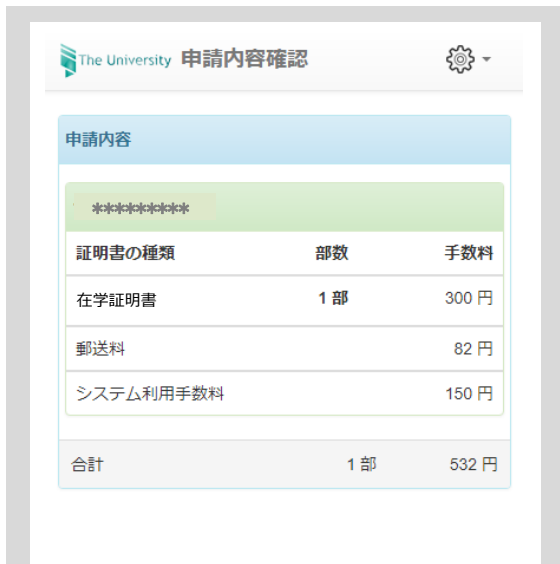 The University 申請内容確認
申請内容
*********
証明書の種類 部数 手数料
在学証明書 1 部 300 円
郵送料 82 円
システム利用手数料 150 円
合計 1 部 532 円